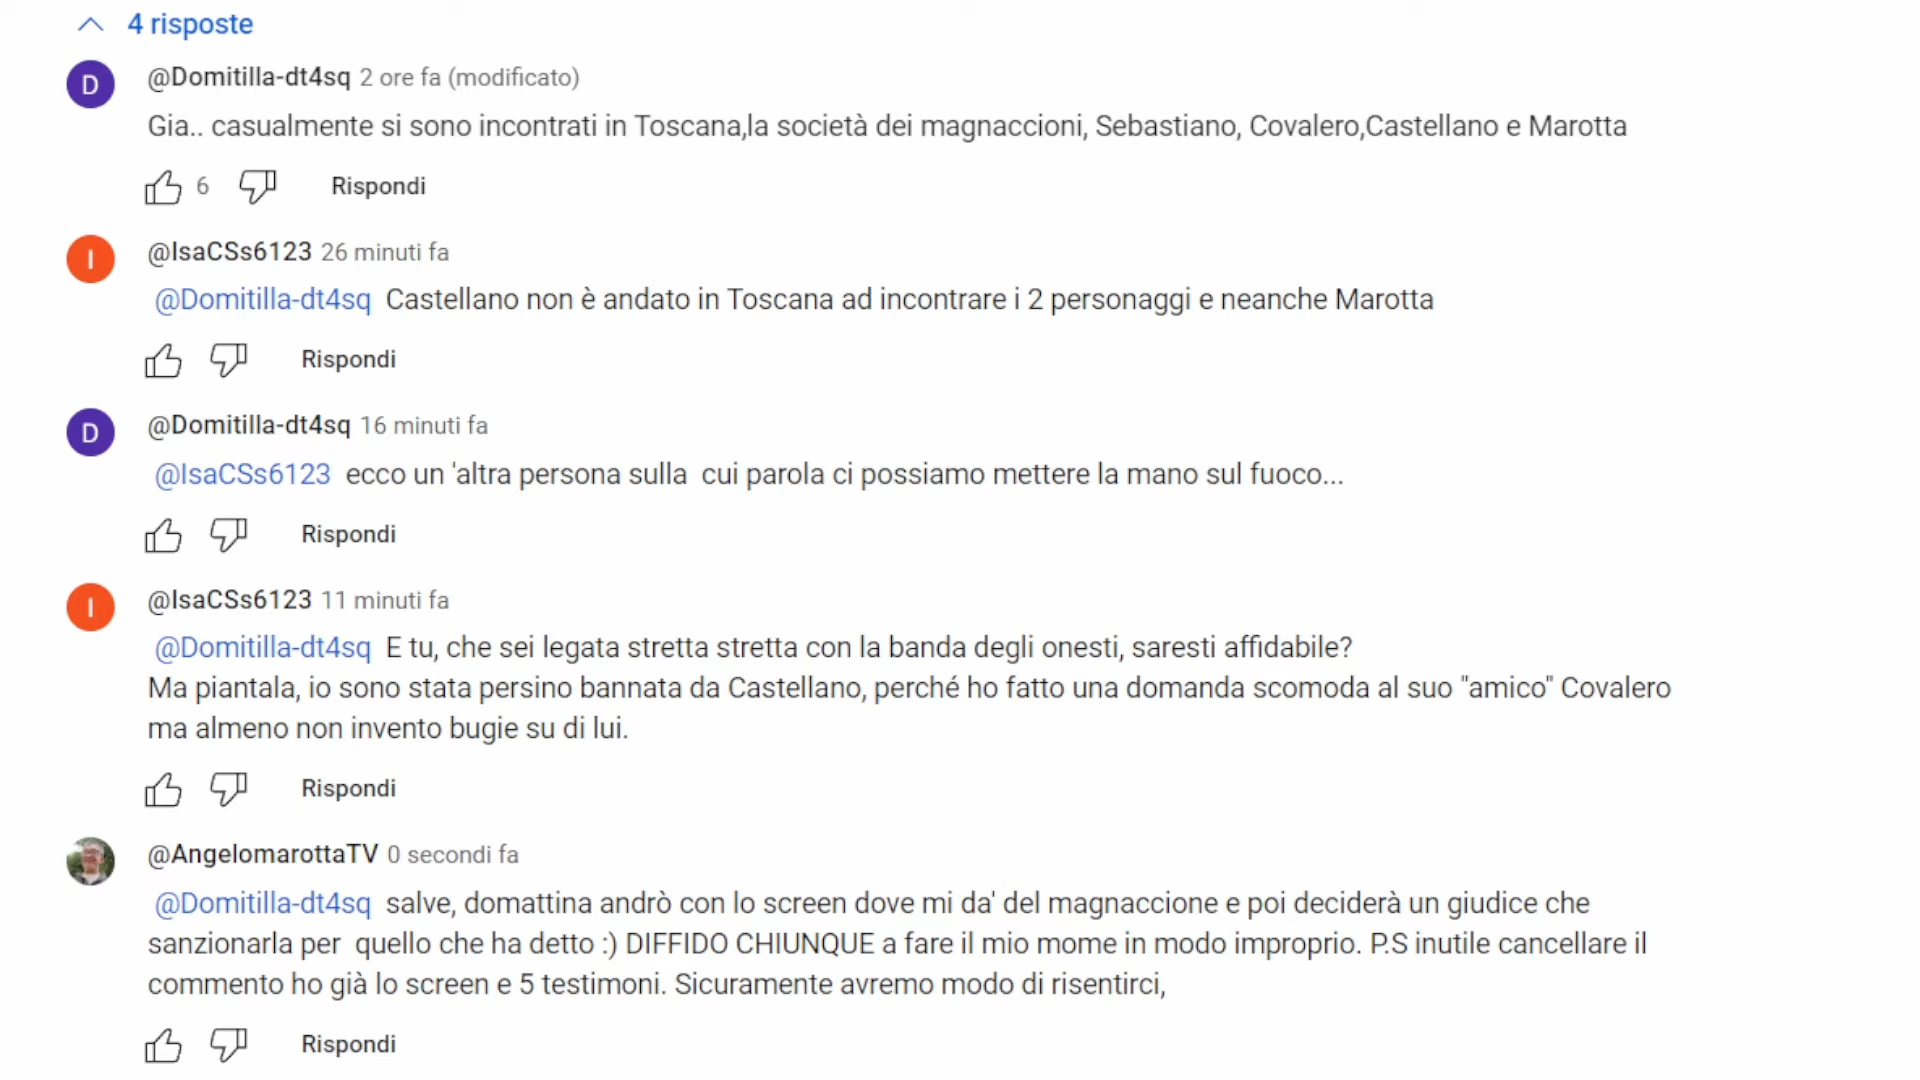 4 risposte
D
@Domitilla-dt4sq 2 ore fa (modificato)
Gia.. casualmente si sono incontrati in Toscana,la società dei magnaccioni, Sebastiano, Covalero,Castellano e Marotta
6 Rispondi
I
@IsaCSs6123 26 minuti fa
@Domitilla-dt4sq Castellano non è andato in Toscana ad incontrare i 2 personaggi e neanche Marotta
Rispondi
D
@Domitilla-dt4sq 16 minuti fa
@IsaCSs6123 ecco un 'altra persona sulla cui parola ci possiamo mettere la mano sul fuoco...
Rispondi
I
@IsaCSs6123 11 minuti fa
@Domitilla-dt4sq E tu, che sei legata stretta stretta con la banda degli onesti, saresti affidabile?
Ma piantala, io sono stata persino bannata da Castellano, perché ho fatto una domanda scomoda al suo "amico" Covalero
ma almeno non invento bugie su di lui.
Rispondi
@AngelomarottaTV 0 secondi fa
@Domitilla-dt4sq salve, domattina andrò con lo screen dove mi da' del magnaccione e poi deciderà un giudice che
sanzionarla per quello che ha detto :) DIFFIDO CHIUNQUE a fare il mio mome in modo improprio. P.S inutile cancellare il
commento ho già lo screen e 5 testimoni. Sicuramente avremo modo di risentirci,
Rispondi